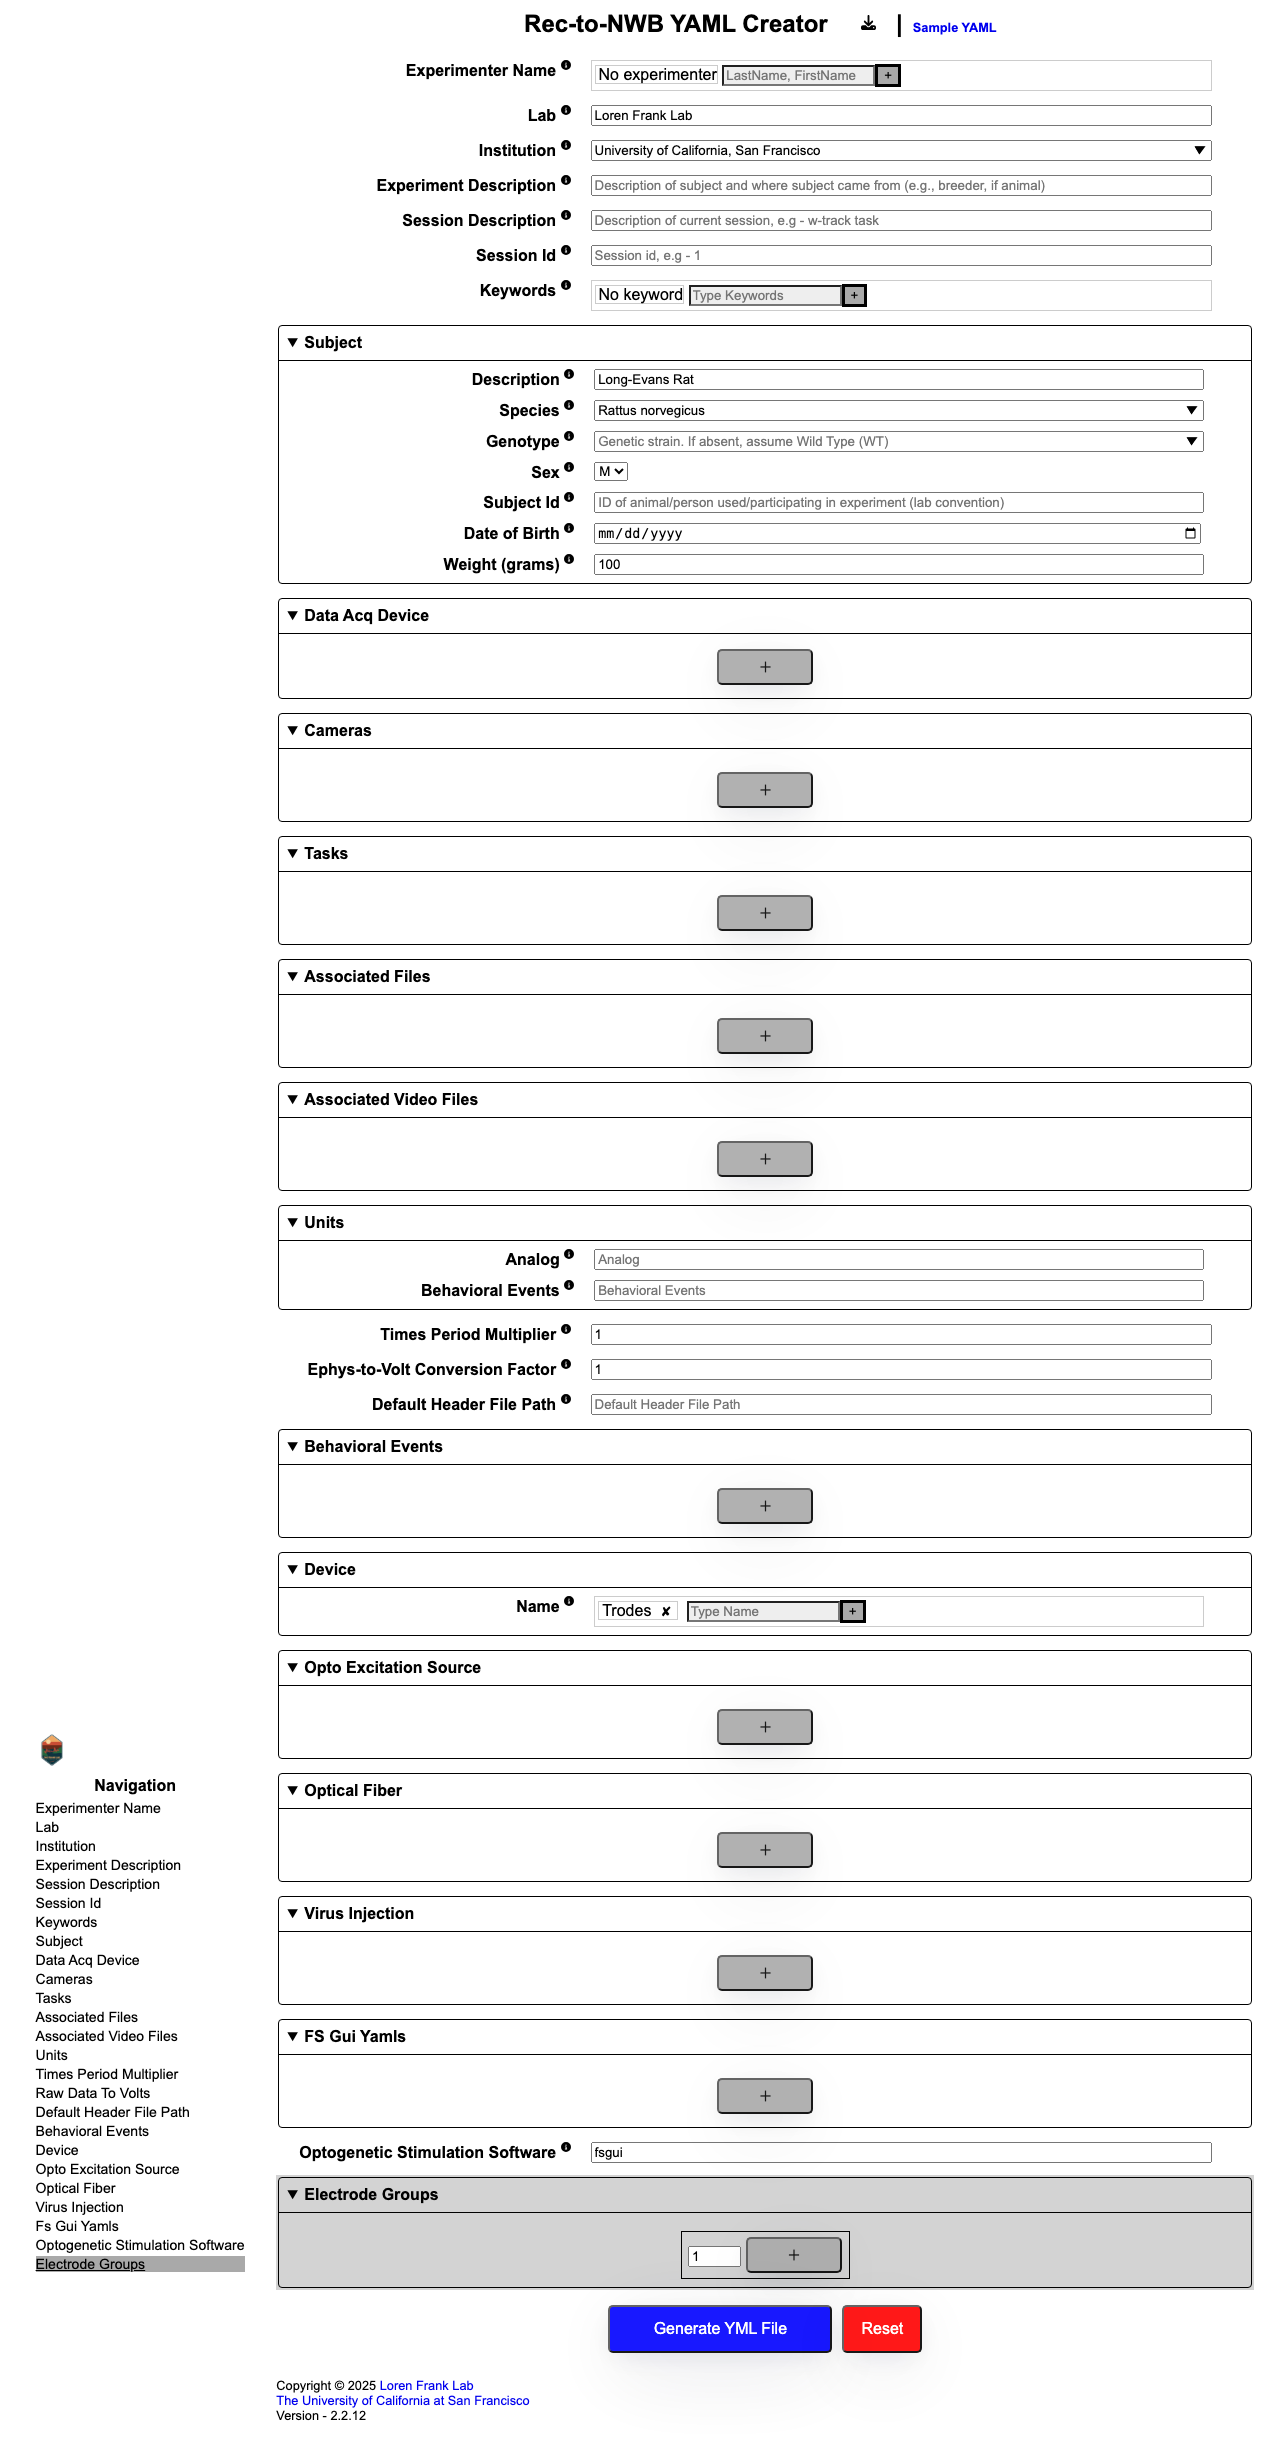 Rec-to-NWB YAML Creator | Sample YAML
Experimenter Name
No experimenter LastName, FirstName +
Lab
Loren Frank Lab
Institution
University of California, San Francisco
Experiment Description
Description of subject and where subject came from (e.g., breeder, if animal)
Session Description
Description of current session, e.g - w-track task
Session Id
Session id, e.g - 1
Keywords
No keyword Type Keywords +
Subject
Description
Long-Evans Rat
Species
Rattus norvegicus
Genotype
Genetic strain. If absent, assume Wild Type (WT)
Sex
M
Subject Id
ID of animal/person used/participating in experiment (lab convention)
Date of Birth
mm/dd/yyyy
Weight (grams)
100
Data Acq Device
+
Cameras
+
Tasks
+
Associated Files
+
Associated Video Files
+
Units
Analog
Analog
Behavioral Events
Behavioral Events
Times Period Multiplier
1
Ephys-to-Volt Conversion Factor
1
Default Header File Path
Default Header File Path
Behavioral Events
+
Device
Name
Trodes ✘ Type Name +
Opto Excitation Source
+
Optical Fiber
+
Virus Injection
+
FS Gui Yamls
+
Optogenetic Stimulation Software
fsgui
Electrode Groups
1 +
Generate YML File
Reset
Navigation
Experimenter Name
Lab
Institution
Experiment Description
Session Description
Session Id
Keywords
Subject
Data Acq Device
Cameras
Tasks
Associated Files
Associated Video Files
Units
Times Period Multiplier
Raw Data To Volts
Default Header File Path
Behavioral Events
Device
Opto Excitation Source
Optical Fiber
Virus Injection
Fs Gui Yamls
Optogenetic Stimulation Software
Electrode Groups
Copyright © 2025 Loren Frank Lab
The University of California at San Francisco
Version - 2.2.12